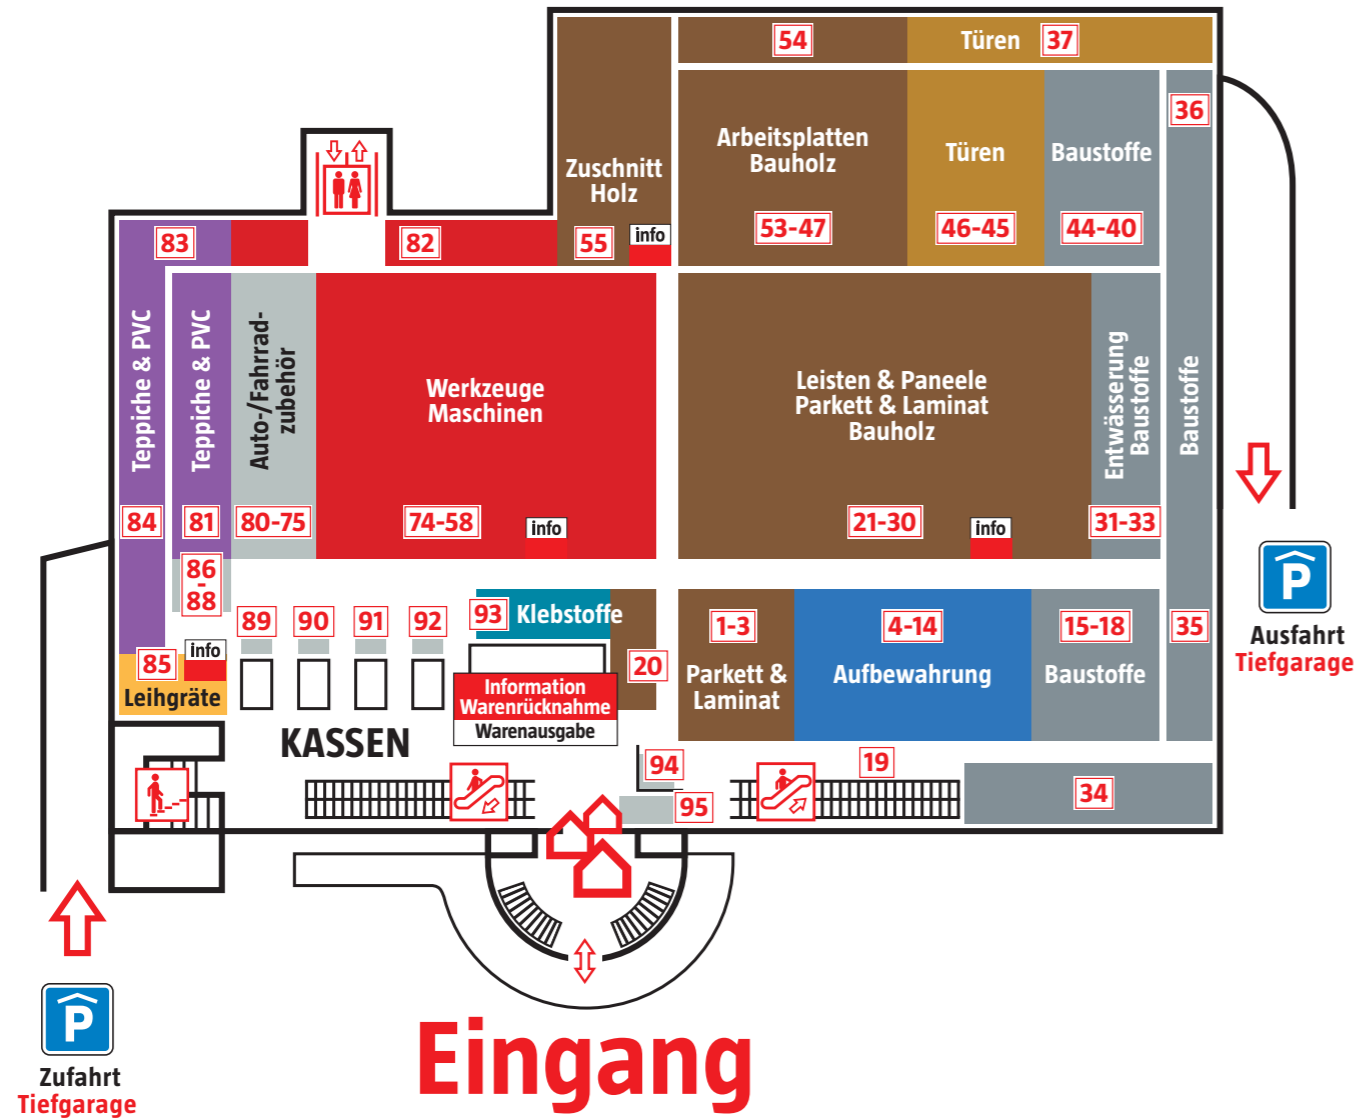 54
Türen 37
36
Arbeitsplatten
Bauholz
Türen
Baustoffe
Zuschnitt
Holz
53-47
46-45
44-40
83
82
55
info
Teppiche & PVC
Teppiche & PVC
Auto-/Fahrrad-
zubehör
Werkzeuge
Maschinen
Leisten & Paneele
Parkett & Laminat
Bauholz
Entwässerung
Baustoffe
Baustoffe
84
81
80-75
74-58
info
21-30
info
31-33
86
-
88
89
90
91
92
93 Klebstoffe
1-3
4-14
15-18
35
85
info
Leihgräte
20
Parkett &
Laminat
Aufbewahrung
Baustoffe
Information
Warenrücknahme
Warenausgabe
KASSEN
94
95
19
34
P
Ausfahrt
Tiefgarage
P
Zufahrt
Tiefgarage
Eingang